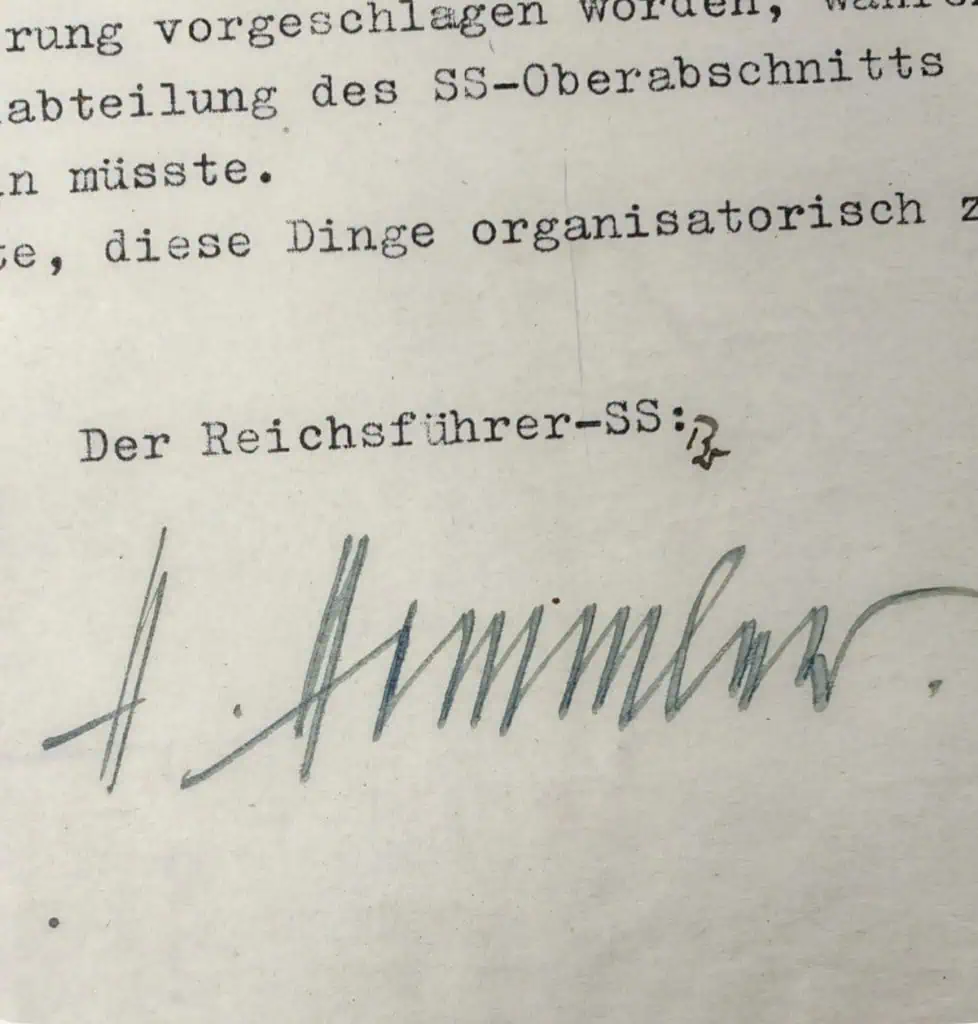 rung vorgeschlagen worden,
abteilung des SS-Oberabschnitts
n müsste.
te, diese Dinge organisatorisch z
Der Reichsführer-SS:
H. Himmler.